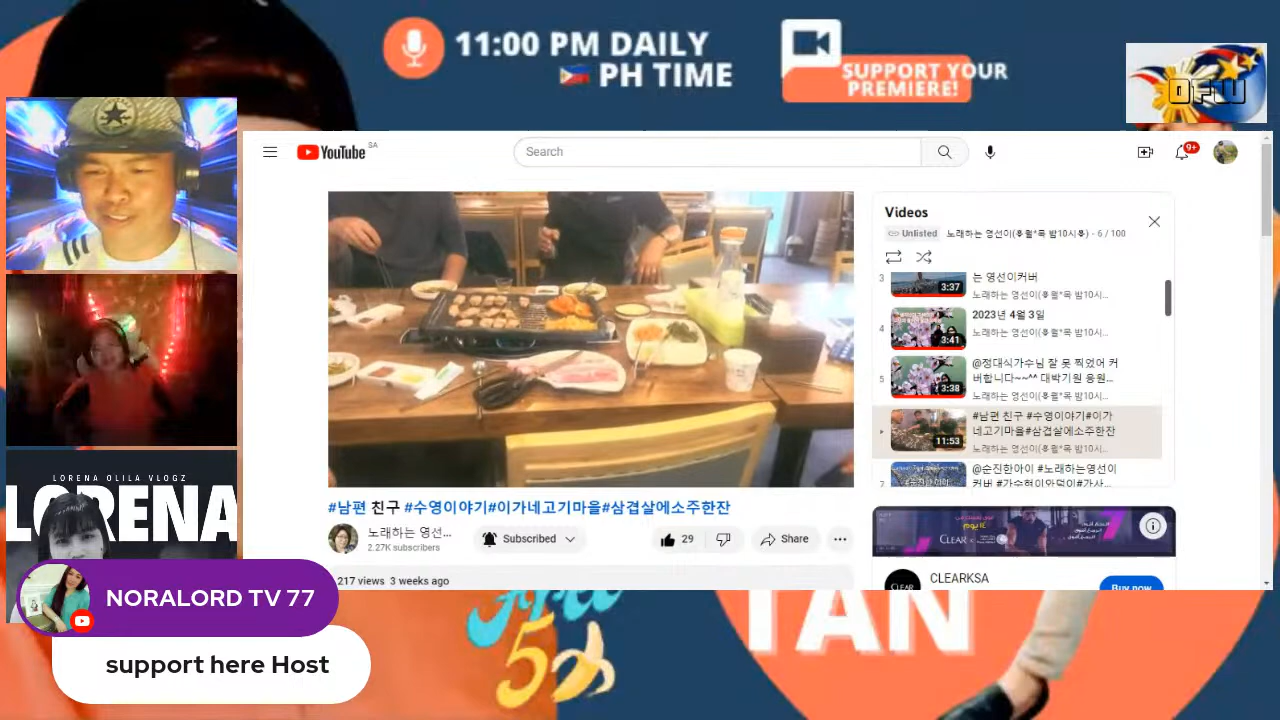 11:00 PM DAILY
PH TIME
SUPPORT YOUR
PREMIERE!
OFW
YouTube
SA
Search
9+
Videos
Unlisted
노래하는 영선이(🌷월*목 밤10시🌷) - 6 / 100
3
3:37
는 영선이커버
노래하는 영선이(🌷월*목 밤10시...
4
3:41
2023년 4월 3일
노래하는 영선이(🌷월*목 밤10시...
5
3:38
@정대식가수님 잘 못 찍었어 커
버합니다~~^^ 대박기원 응원...
노래하는 영선이(🌷월*목 밤10시...
11:53
#남편 친구 #수영이야기#이가
네고기마을#삼겹살에소주한잔
노래하는 영선이(🌷월*목 밤10시...
7
@순진한아이 #노래하는영선이
#남편 친구 #수영이야기#이가네고기마을#삼겹살에소주한잔
노래하는 영선...
2.27K subscribers
Subscribed
29
Share
217 views 3 weeks ago
CLEAR
CLEARKSA
Buy now
LORENA OLILA VLOGZ
LORENA
NORALORD TV 77
support here Host
5
TAN